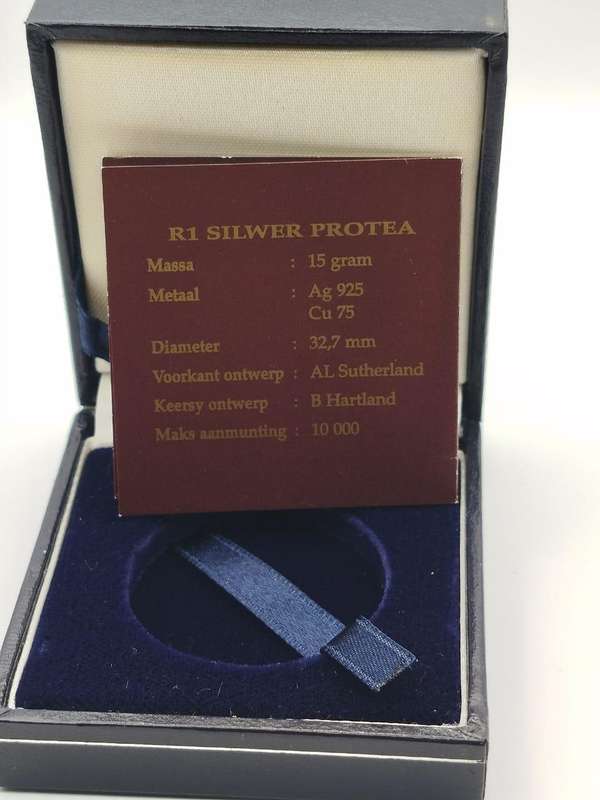 R1 SILWER PROTEA
Massa : 15 gram
Metaal : Ag 925
Cu 75
Diameter : 32,7 mm
Voorkant ontwerp : AL Sutherland
Keersy ontwerp : B Hartland
Maks aanmunting : 10 000